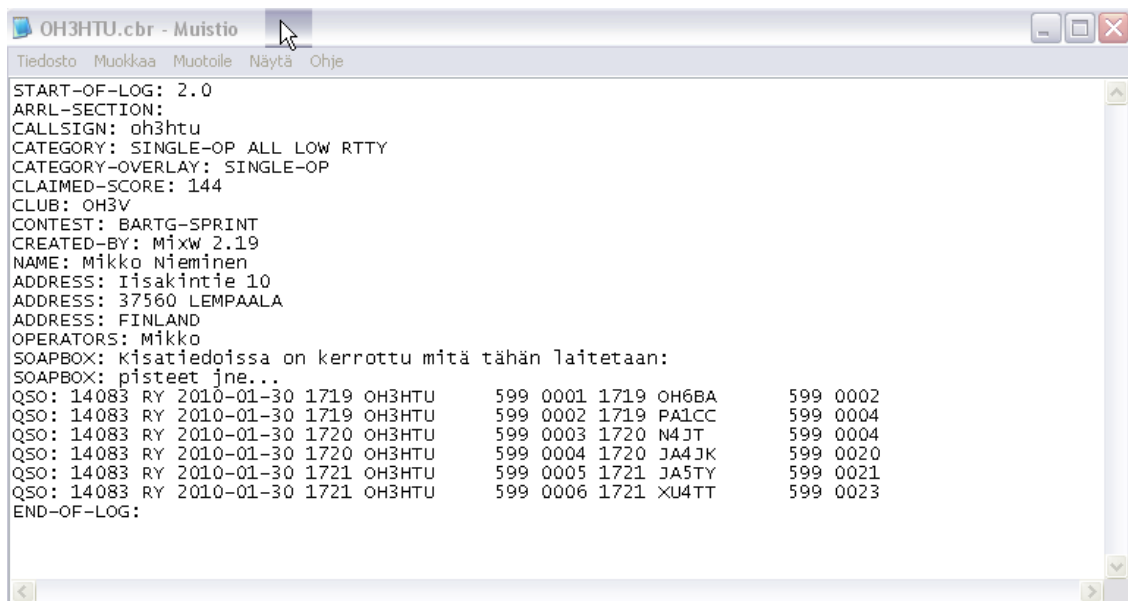 OH3HTU.cbr - Muistio
Tiedosto Muokkaa Muotoile Näytä Ohje
START-OF-LOG: 2.0
ARRL-SECTION:
CALLSIGN: oh3htu
CATEGORY: SINGLE-OP ALL LOW RTTY
CATEGORY-OVERLAY: SINGLE-OP
CLAIMED-SCORE: 144
CLUB: OH3V
CONTEST: BARTG-SPRINT
CREATED-BY: MixW 2.19
NAME: Mikko Nieminen
ADDRESS: Iisakintie 10
ADDRESS: 37560 LEMPAALA
ADDRESS: FINLAND
OPERATORS: Mikko
SOAPBOX: Kisatiedoissa on kerrottu mitä tähän laitetaan:
SOAPBOX: pisteet jne...
QSO: 14083 RY 2010-01-30 1719 OH3HTU 599 0001 1719 OH6BA 599 0002
QSO: 14083 RY 2010-01-30 1719 OH3HTU 599 0002 1719 PA1CC 599 0004
QSO: 14083 RY 2010-01-30 1720 OH3HTU 599 0003 1720 N4JT 599 0004
QSO: 14083 RY 2010-01-30 1720 OH3HTU 599 0004 1720 JA4JK 599 0020
QSO: 14083 RY 2010-01-30 1721 OH3HTU 599 0005 1721 JA5TY 599 0021
QSO: 14083 RY 2010-01-30 1721 OH3HTU 599 0006 1721 XU4TT 599 0023
END-OF-LOG: